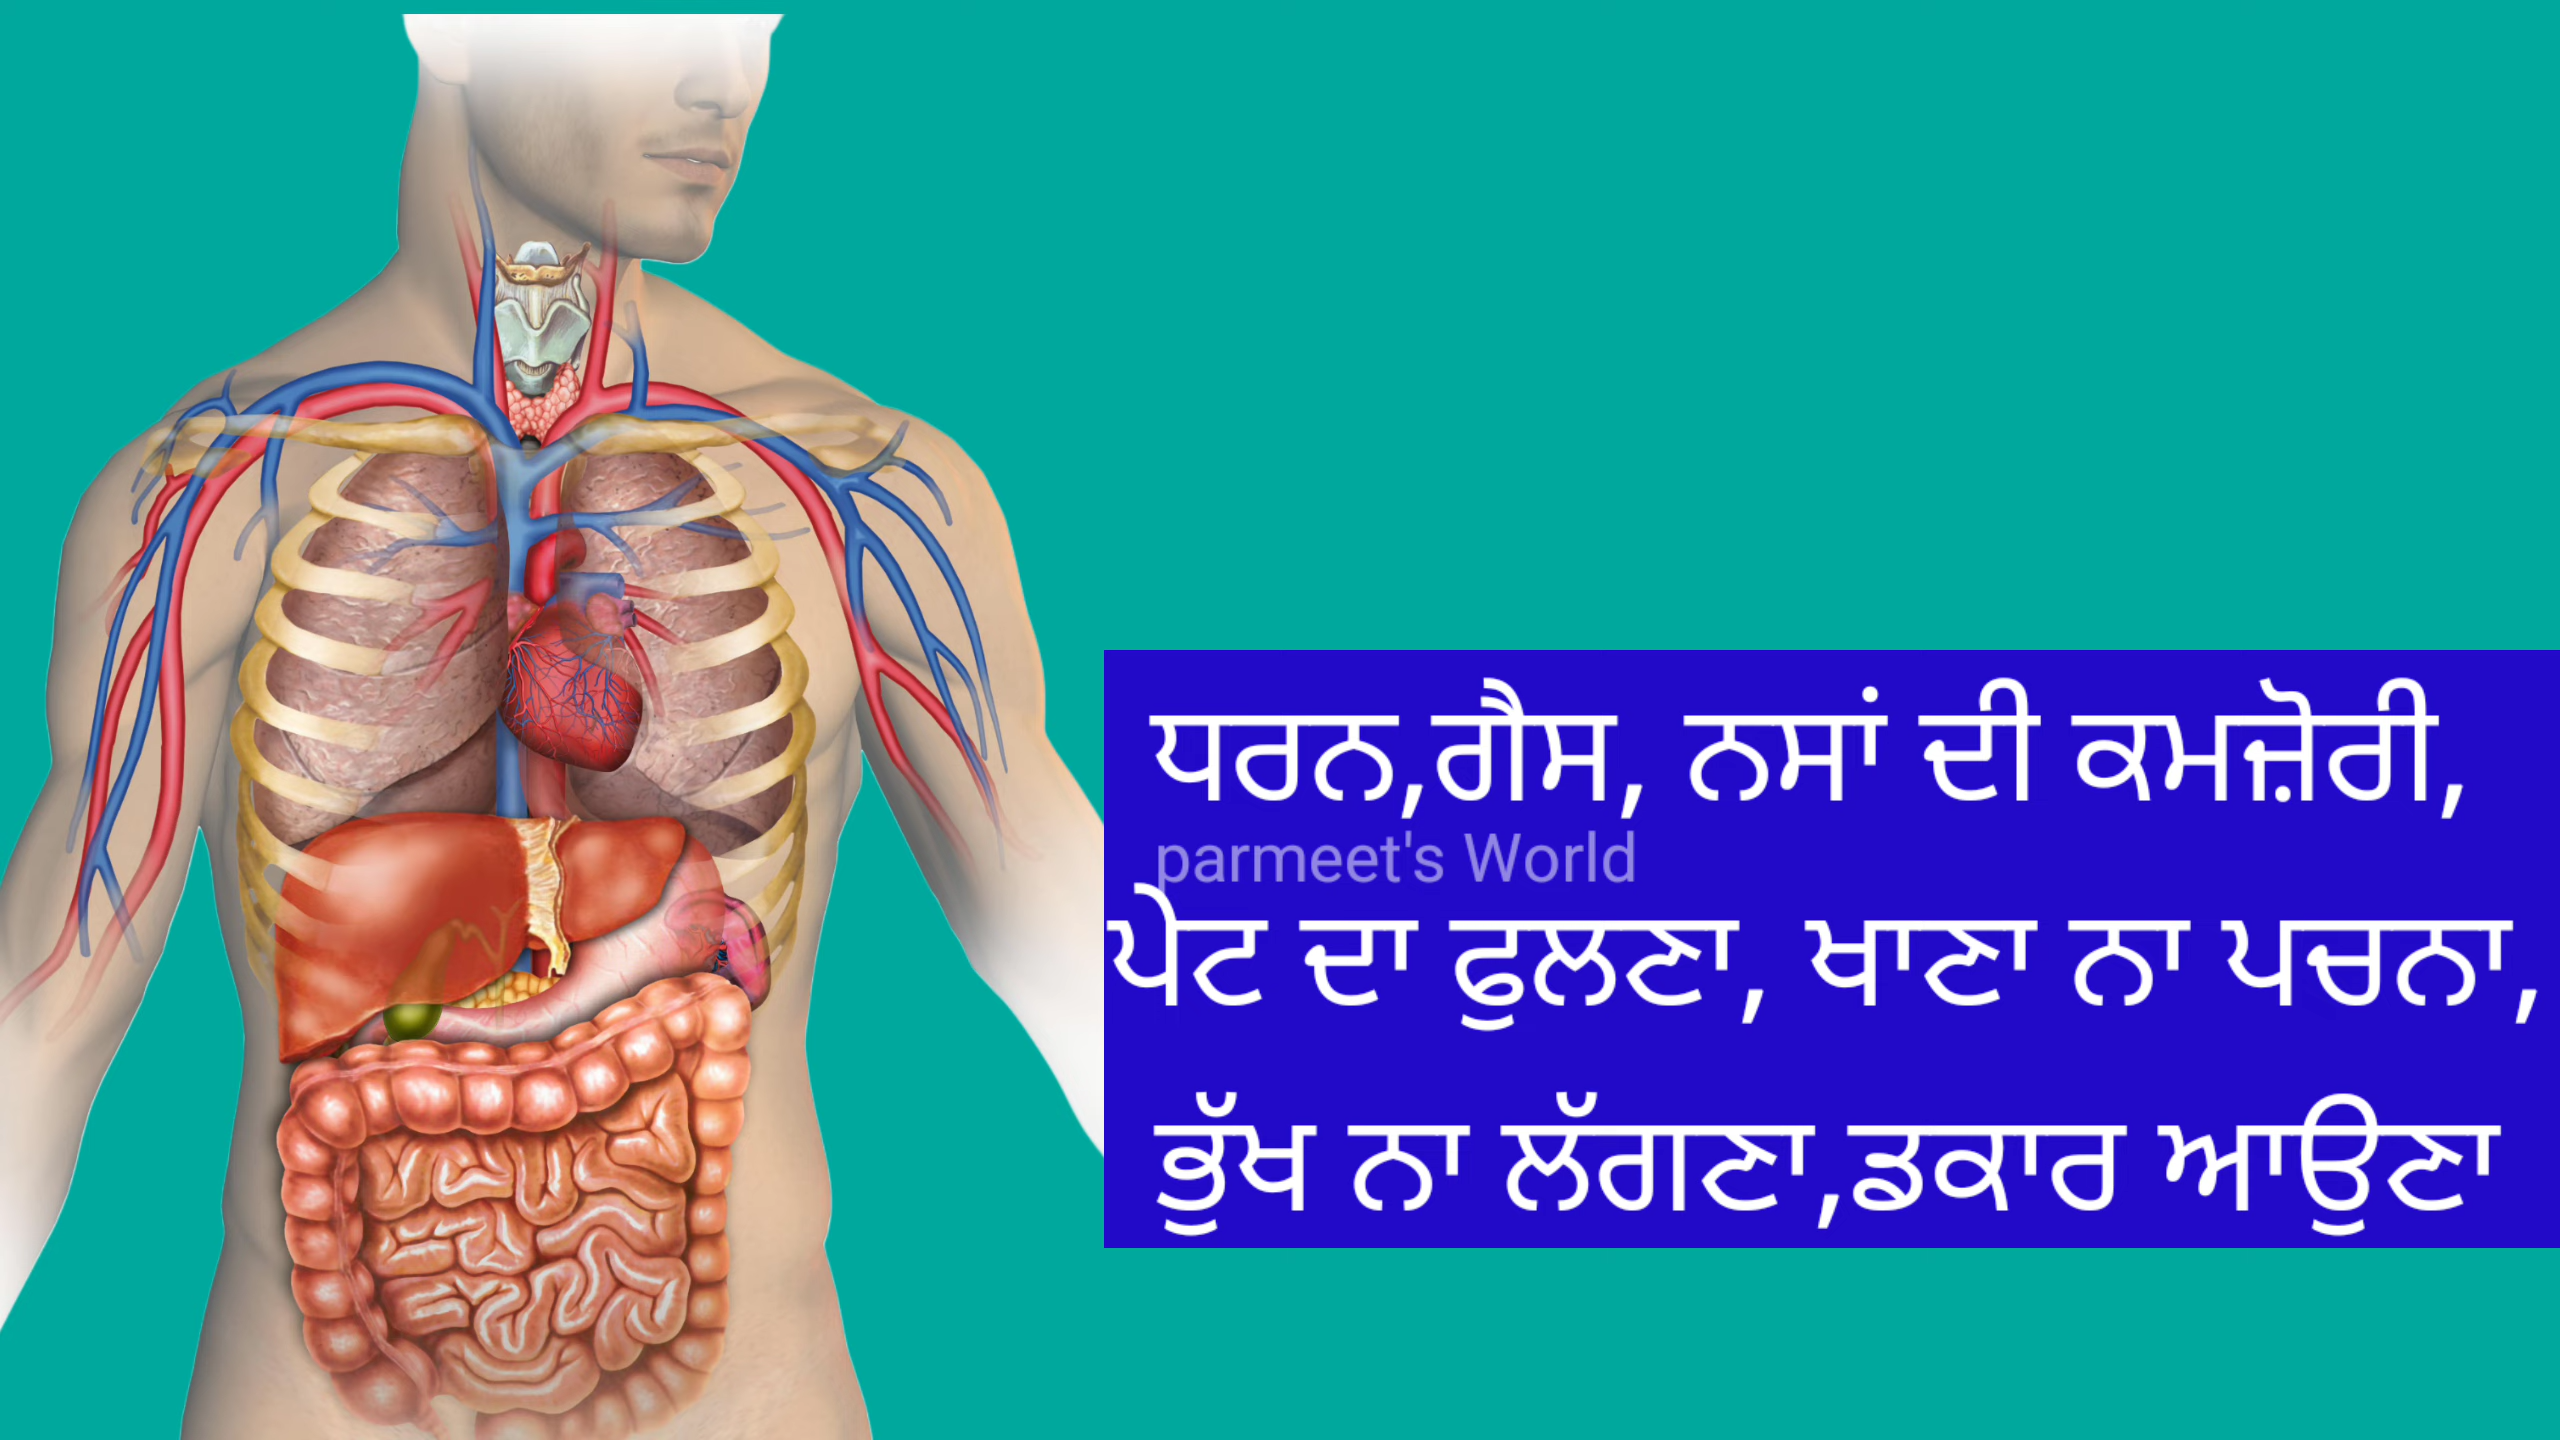 ਧਰਨ,ਗੈਸ, ਨਸਾਂ ਦੀ ਕਮਜ਼ੋਰੀ,
parmeet's World
ਪੇਟ ਦਾ ਫੁਲਣਾ, ਖਾਣਾ ਨਾ ਪਚਨਾ,
ਭੁੱਖ ਨਾ ਲੱਗਣਾ,ਡਕਾਰ ਆਉਣਾ